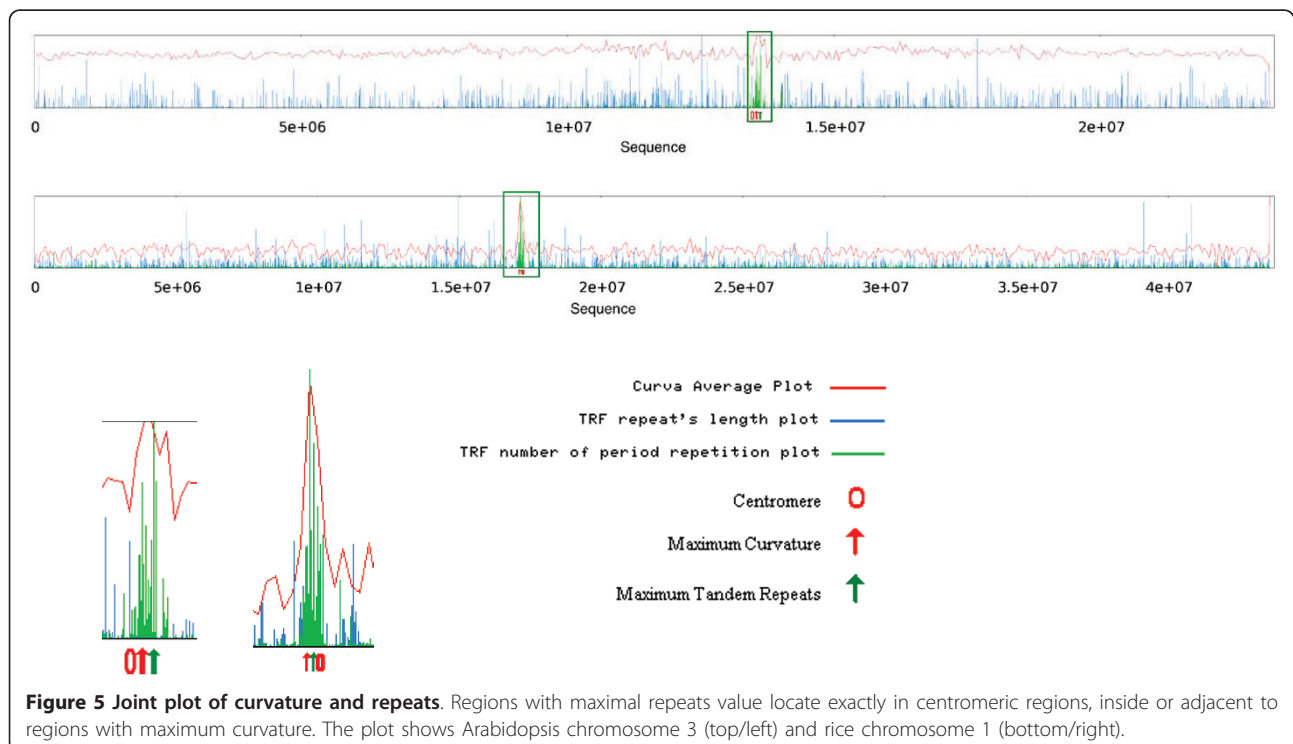 0 5e+06 1e+07 1.5e+07 2e+07
Sequence
0 5e+06 1e+07 1.5e+07 2e+07 2.5e+07 3e+07 3.5e+07 4e+07
Sequence
Curva Average Plot
TRF repeat's length plot
TRF number of period repetition plot
Centromere
Maximum Curvature
Maximum Tandem Repeats
Figure 5 Joint plot of curvature and repeats. Regions with maximal repeats value locate exactly in centromeric regions, inside or adjacent to
regions with maximum curvature. The plot shows Arabidopsis chromosome 3 (top/left) and rice chromosome 1 (bottom/right).